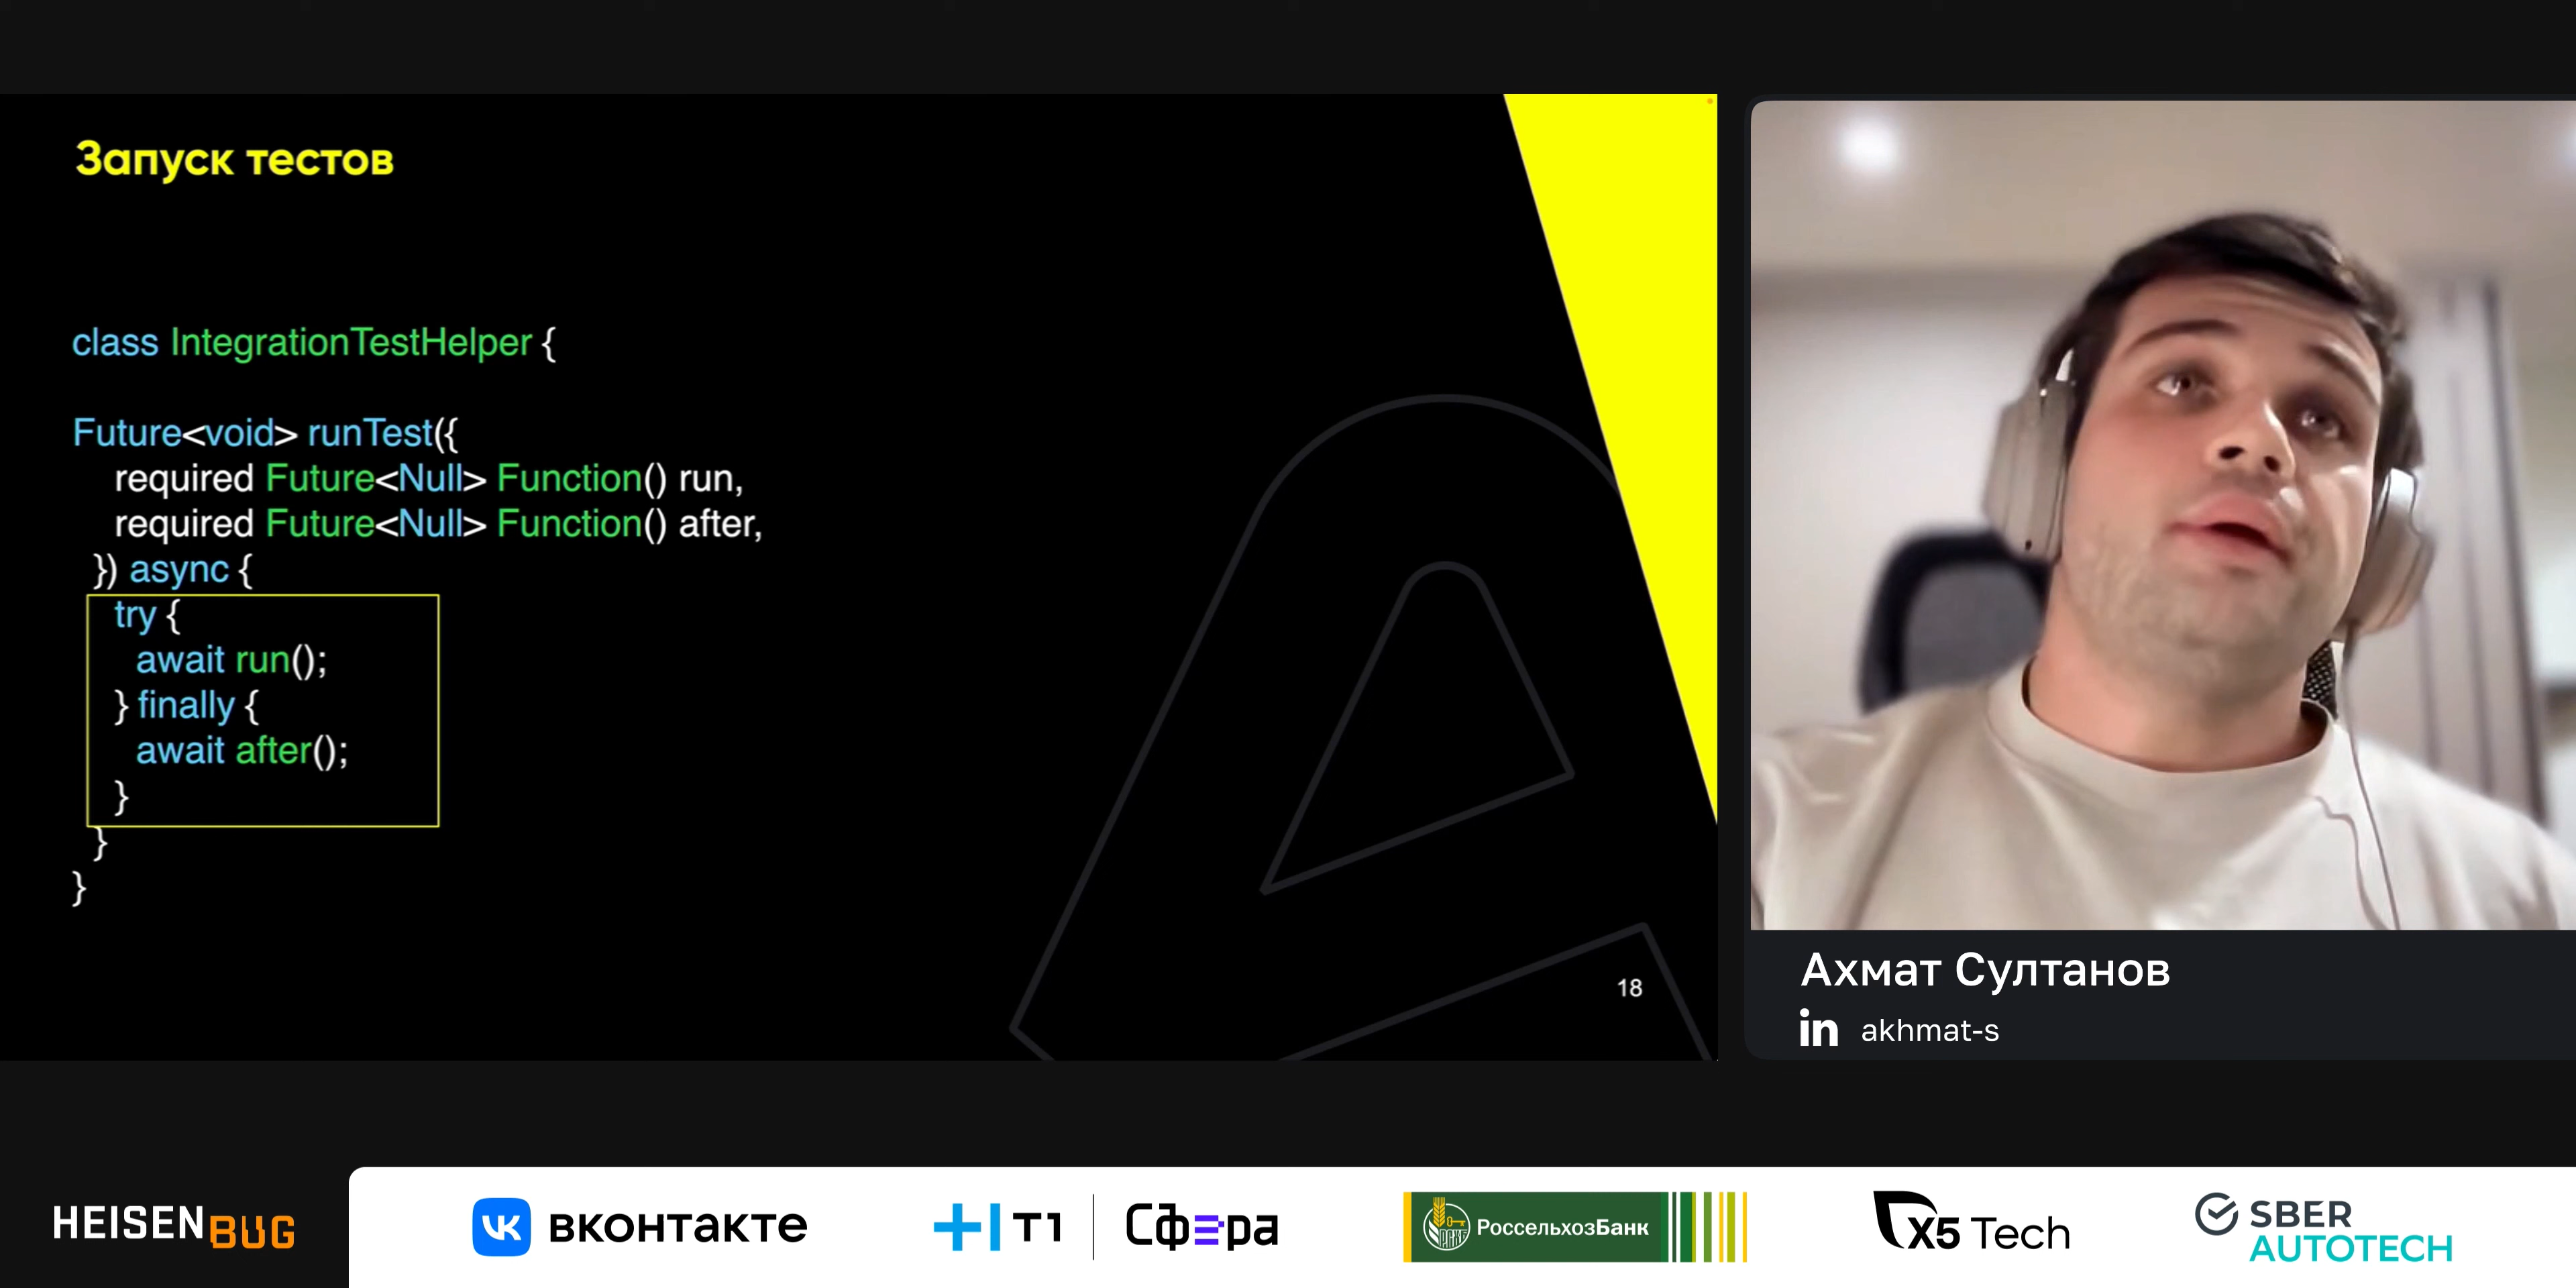 Запуск тестов
class IntegrationTestHelper {
Future<void> runTest({
required Future<Null> Function() run,
required Future<Null> Function() after,
}) async {
try {
await run();
} finally {
await after();
}
}
}
18
Ахмат Султанов
in akhmat-s
HEISENBUG
VK ВКОНТАКТЕ
T1
Сфера
РоссельхозБанк
X5 Tech
SBER
AUTOTECH